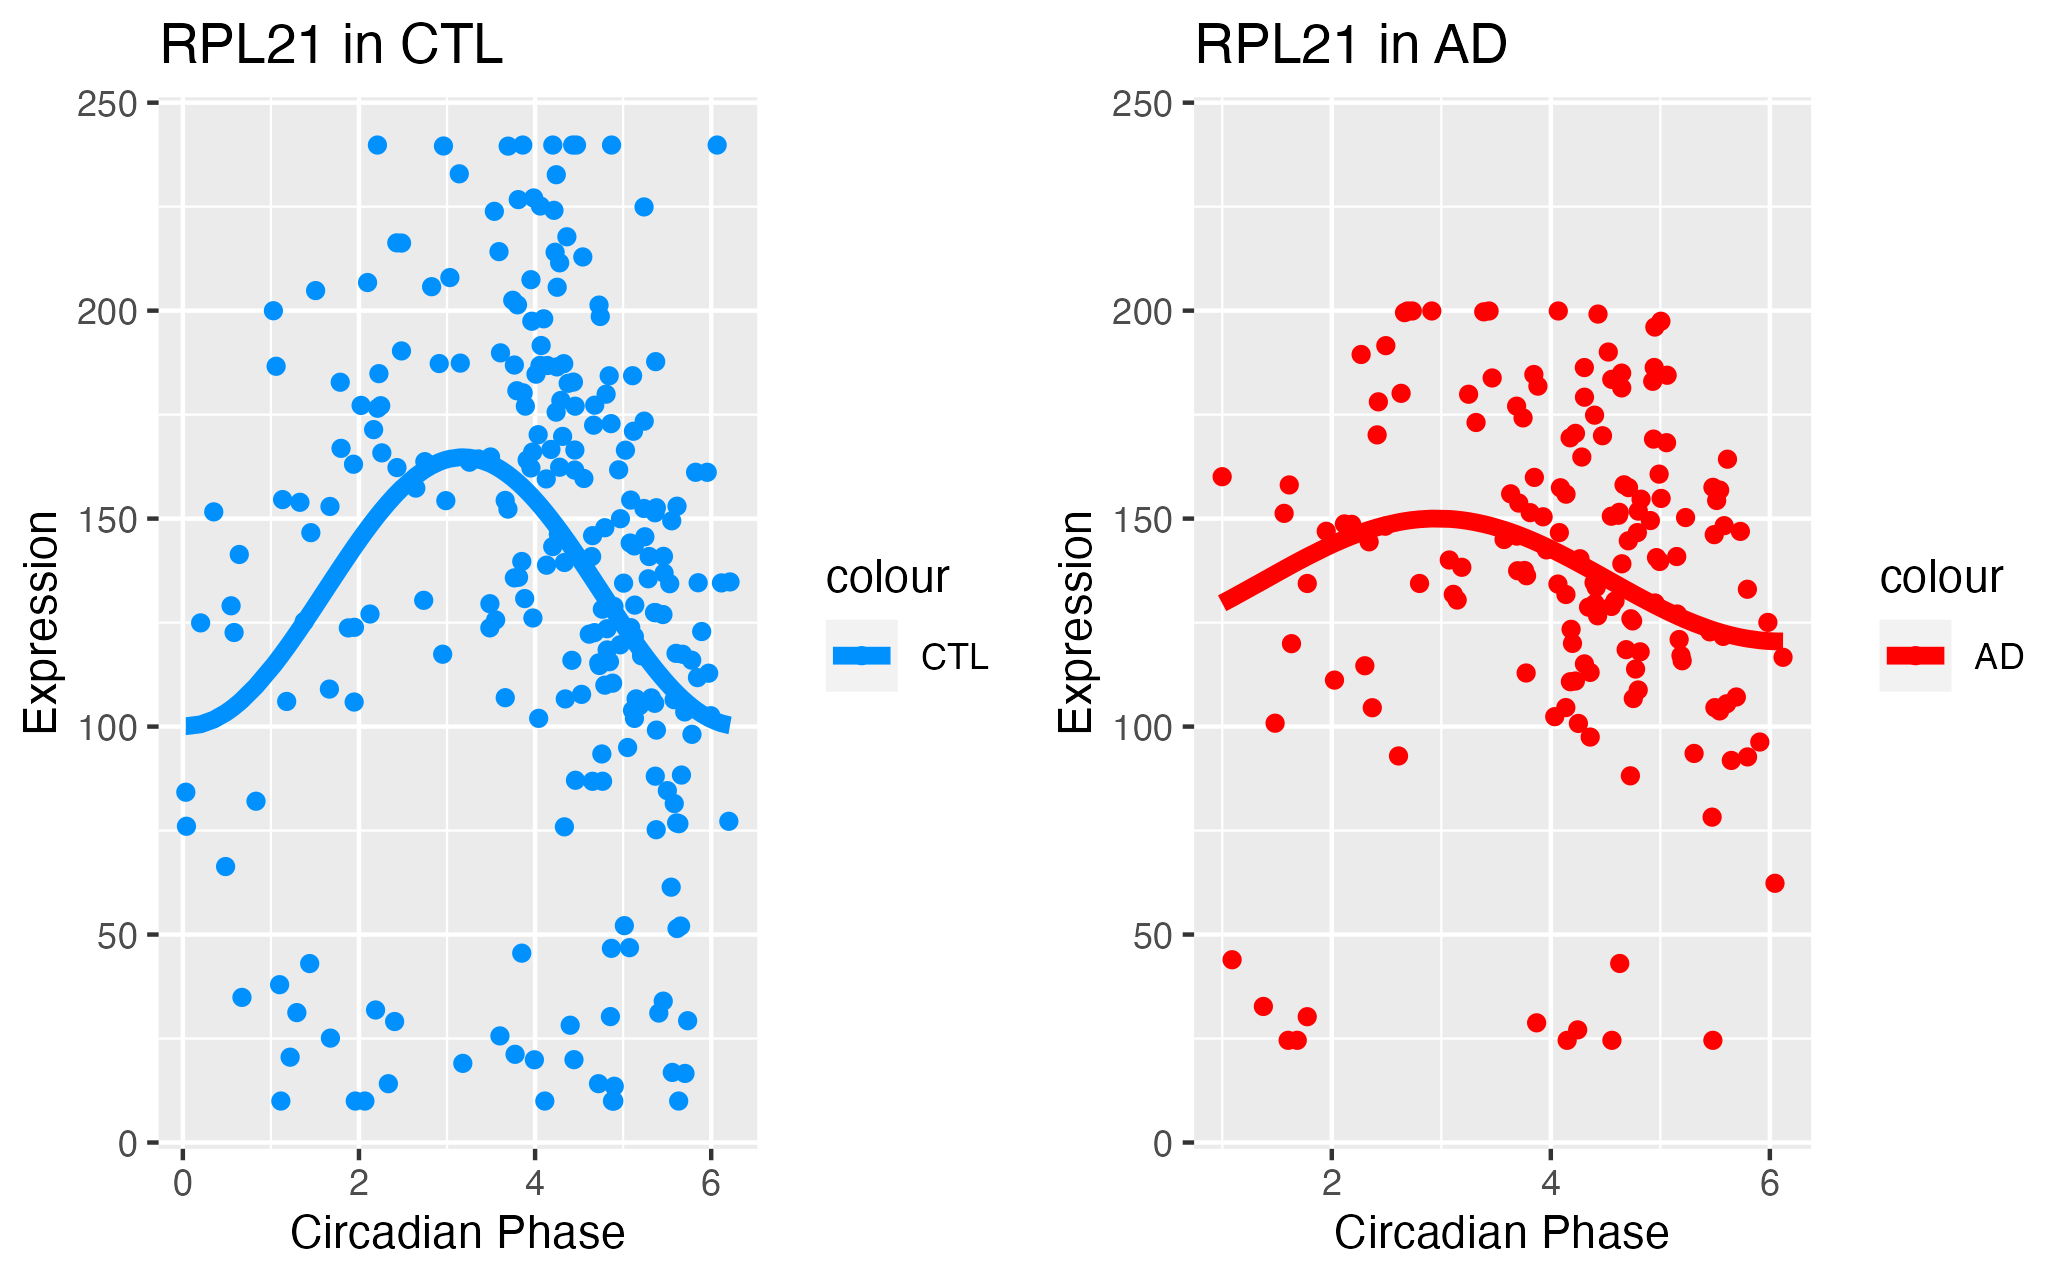 RPL21 in CTL
250
200
150
100
50
0
Expression
0 2 4 6
Circadian Phase
colour
CTL
RPL21 in AD
250
200
150
100
50
0
Expression
2 4 6
Circadian Phase
colour
AD